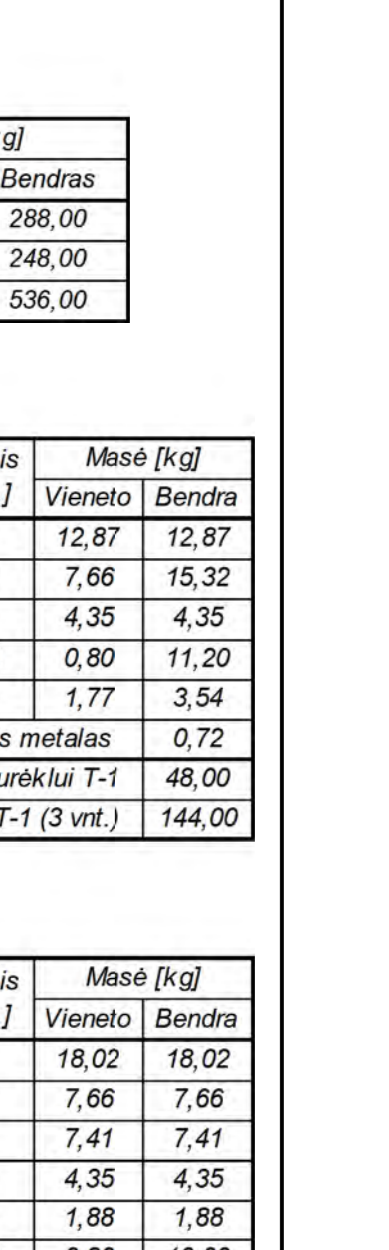 g]
Bendras
288,00
248,00
536,00
is Masė [kg]
] Vieneto Bendra
12,87 12,87
7,66 15,32
4,35 4,35
0,80 11,20
1,77 3,54
s metalas 0,72
urėklui T-1 48,00
T-1 (3 vnt.) 144,00
is Masė [kg]
] Vieneto Bendra
18,02 18,02
7,66 7,66
7,41 7,41
4,35 4,35
1,88 1,88